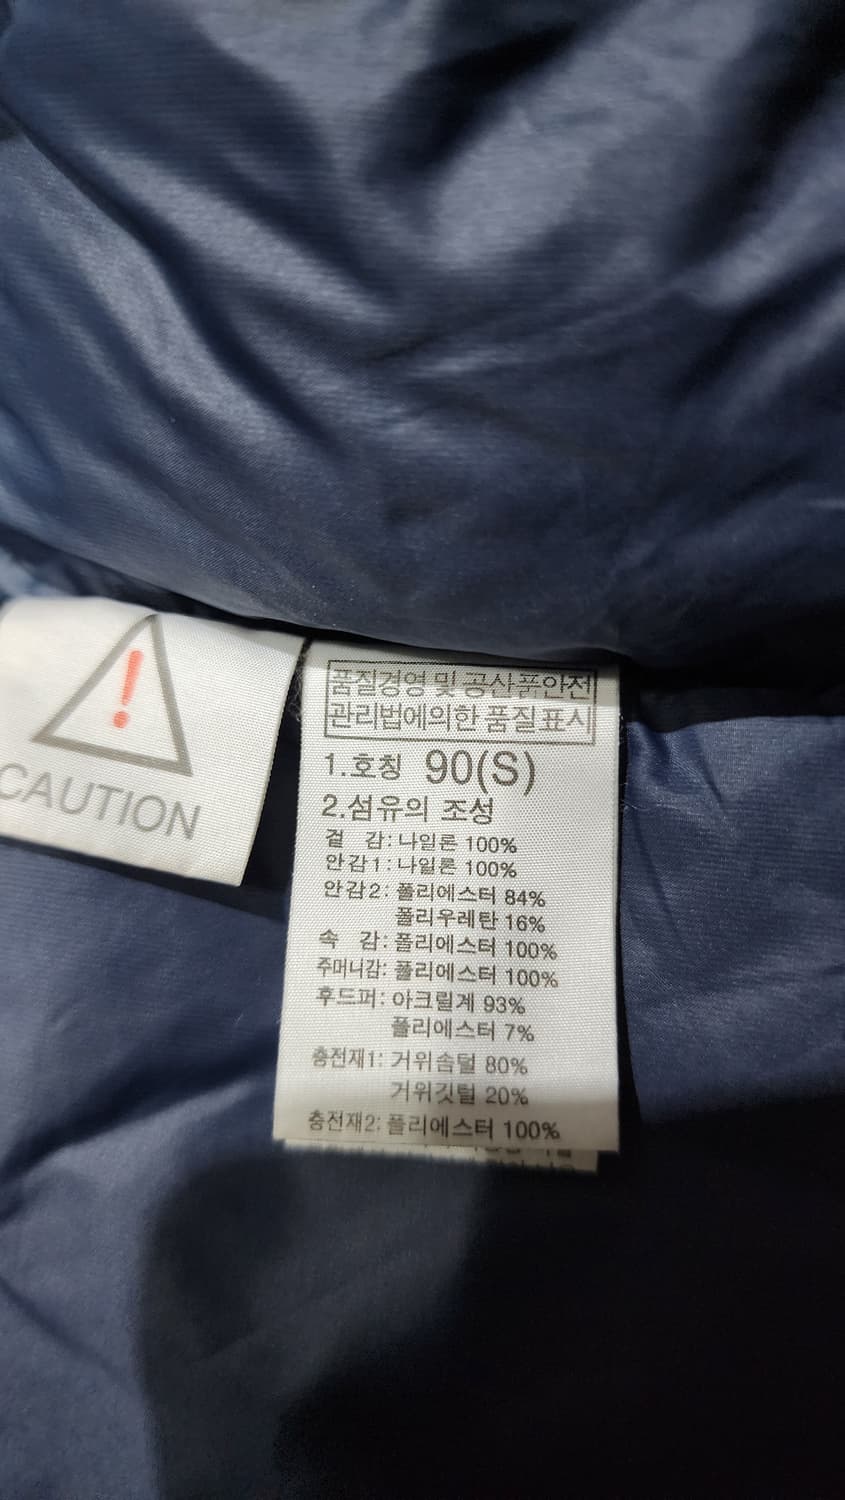 !
CAUTION
품질경영 및 공산품안전
관리법에의한 품질표시
1.호칭 90(S)
2.섬유의 조성
겉 감: 나일론 100%
안감1: 나일론 100%
안감2: 폴리에스터 84%
폴리우레탄 16%
속 감: 폴리에스터 100%
주머니감: 폴리에스터 100%
후드퍼: 아크릴계 93%
폴리에스터 7%
충전재1: 거위솜털 80%
거위깃털 20%
충전재2: 폴리에스터 100%